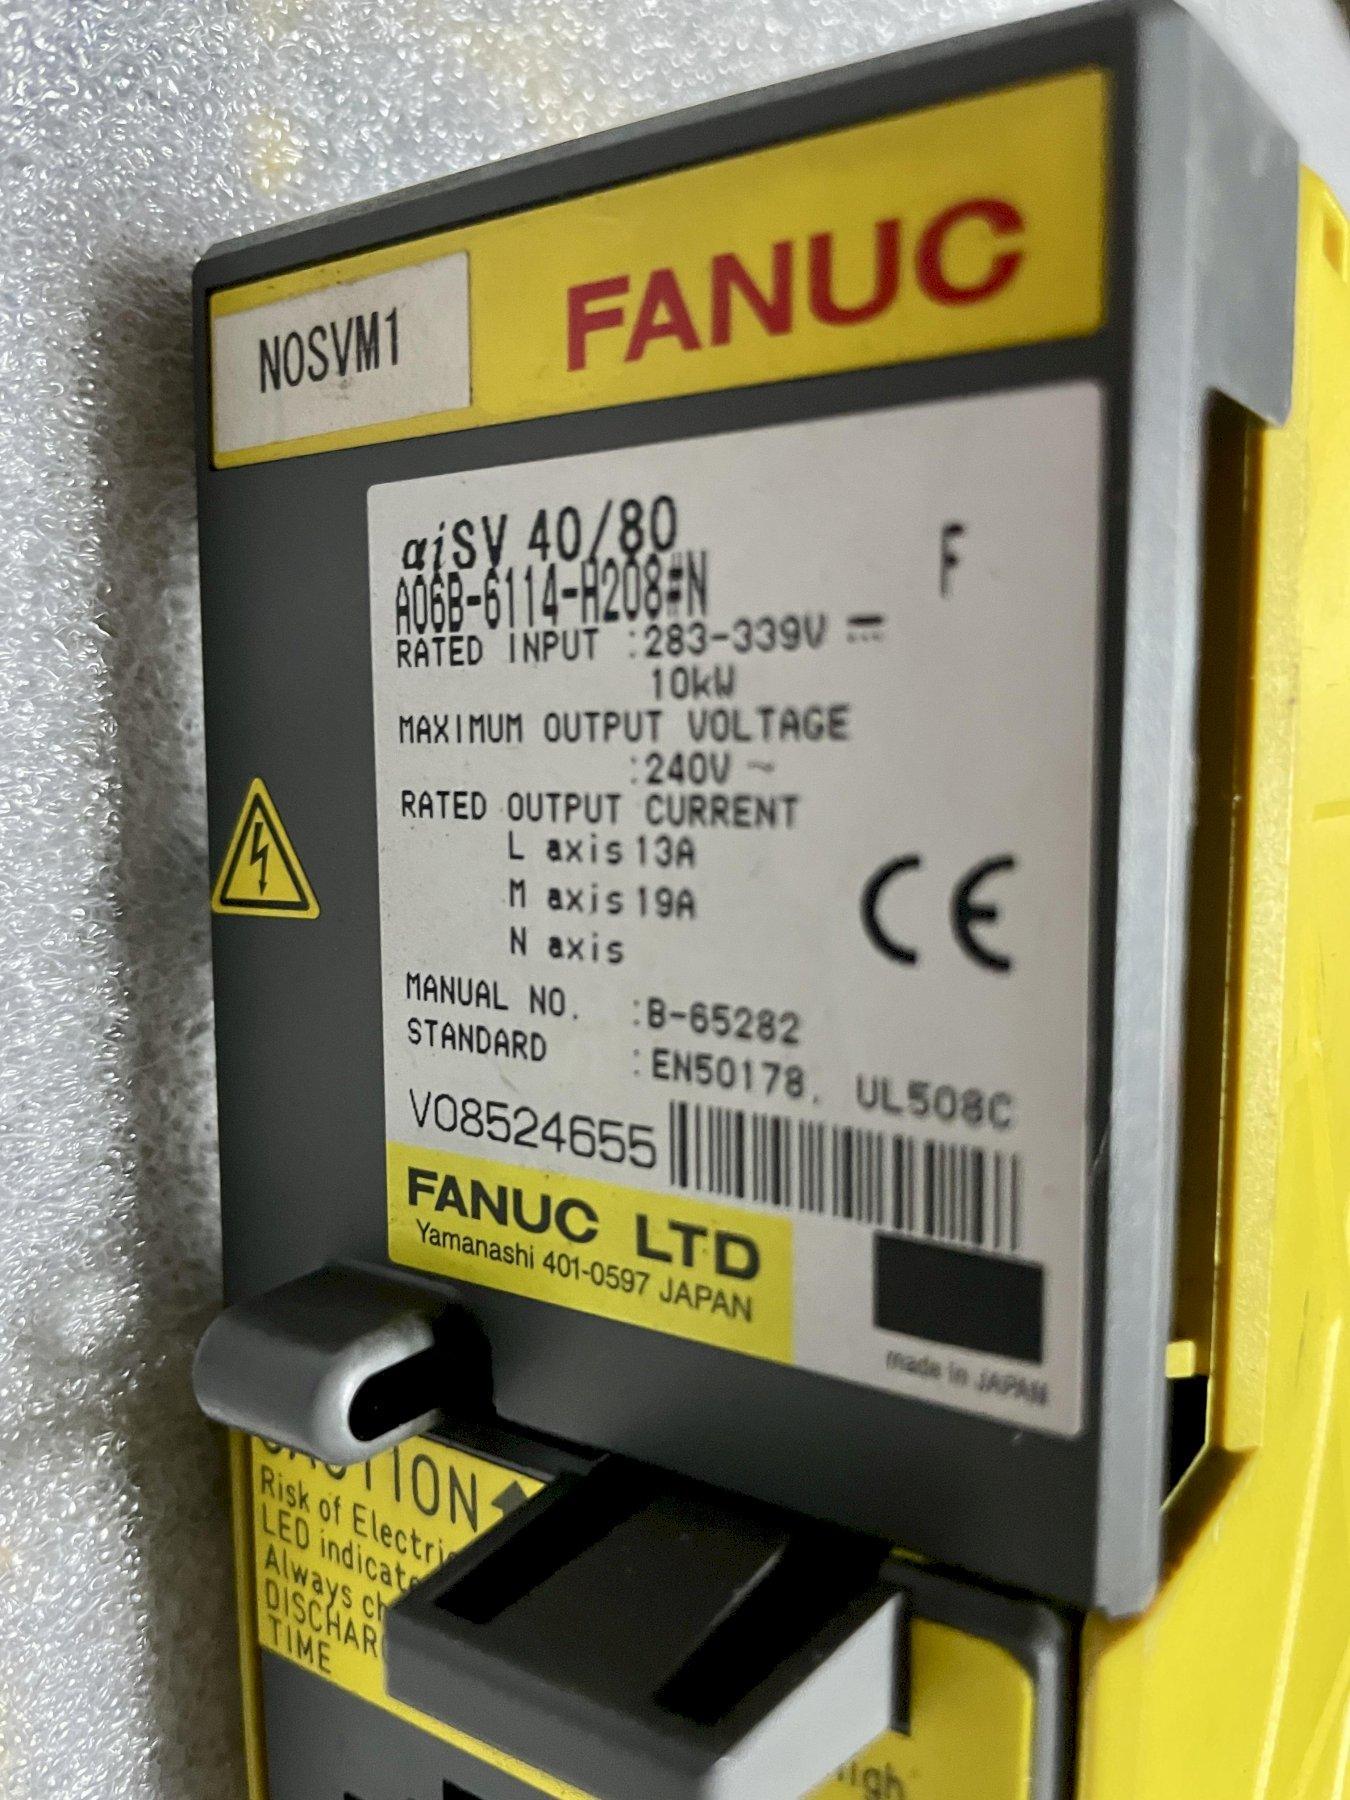 NOSVM1 FANUC
αiSV 40/80 F
A06B-6114-H208#N
RATED INPUT :283-339V ⎓
10kW
MAXIMUM OUTPUT VOLTAGE
:240V ~
RATED OUTPUT CURRENT
L axis 13A
M axis 19A
N axis
CE
MANUAL NO. :B-65282
STANDARD :EN50178, UL508C
V08524655
FANUC LTD
Yamanashi 401-0597 JAPAN
made in JAPAN
CAUTION
Risk of Electri
LED indicate
Always ch
DISCHAR
TIME
high